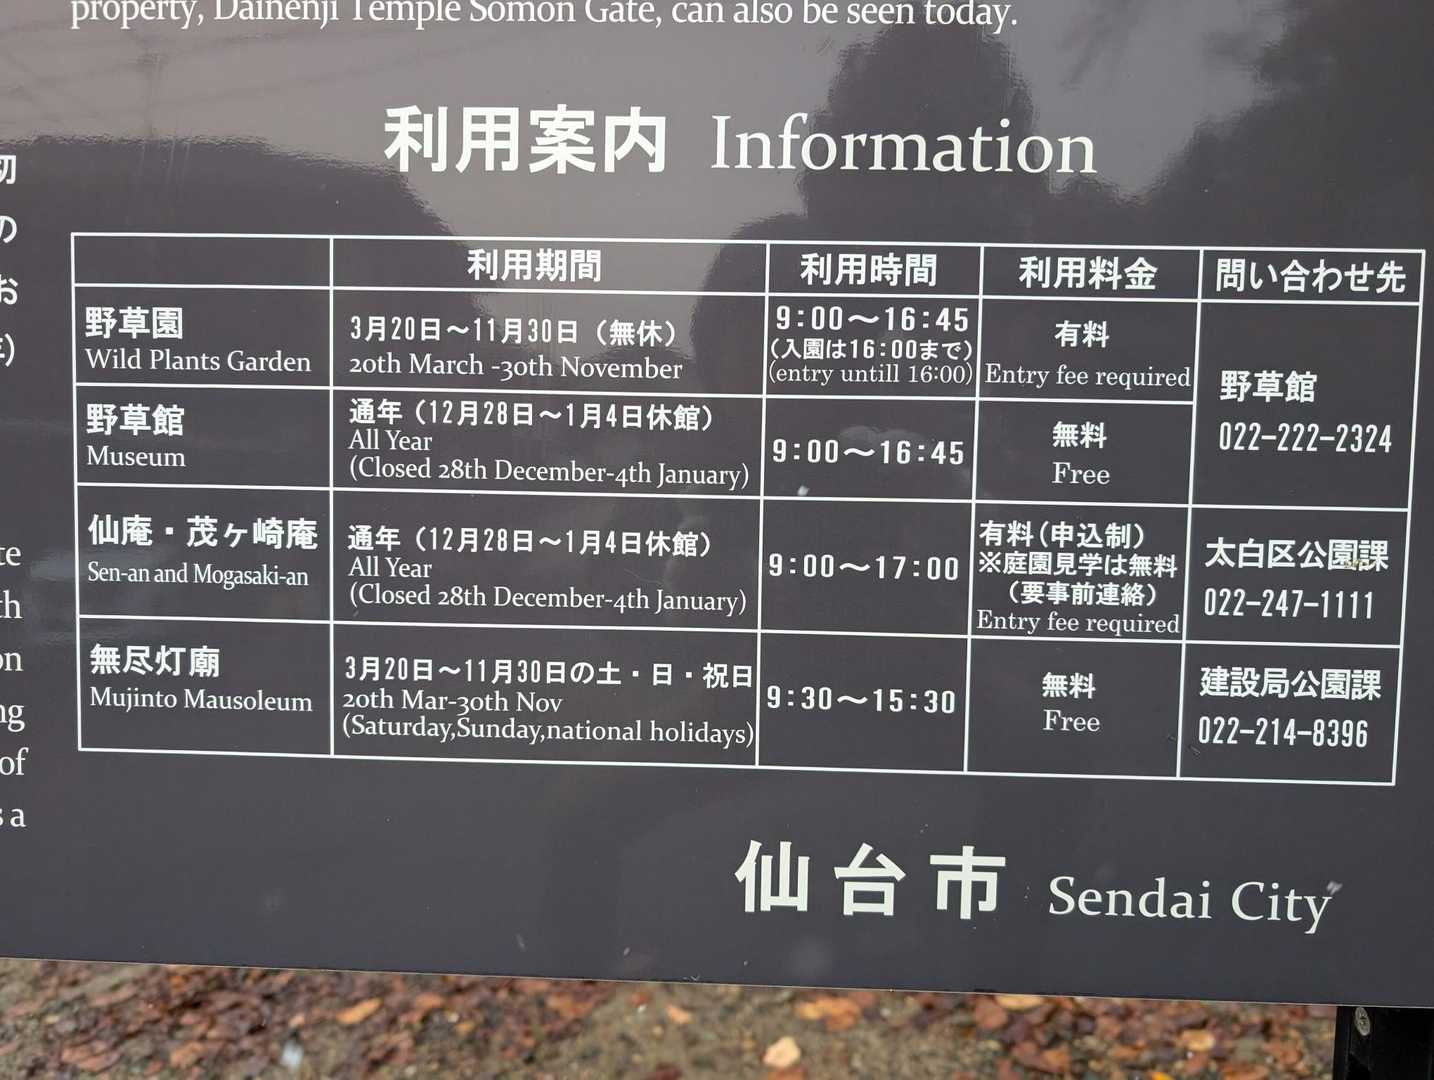 property, Dainenji Temple Somon Gate, can also be seen today.
利用案内 Information
利用期間 利用時間 利用料金 問い合わせ先
野草園
Wild Plants Garden
3月20日～11月30日（無休）
20th March -30th November
9:00～16:45
(入園は16:00まで)
(entry untill 16:00)
有料
Entry fee required
野草館
022-222-2324
野草館
Museum
通年（12月28日～1月4日休館）
All Year
(Closed 28th December-4th January)
9:00～16:45
無料
Free
仙庵・茂ヶ崎庵
Sen-an and Mogasaki-an
通年（12月28日～1月4日休館）
All Year
(Closed 28th December-4th January)
9:00～17:00
有料(申込制)
※庭園見学は無料
（要事前連絡）
Entry fee required
太白区公園課
022-247-1111
無尽灯廟
Mujinto Mausoleum
3月20日～11月30日の土・日・祝日
20th Mar-30th Nov
(Saturday,Sunday,national holidays)
9:30～15:30
無料
Free
建設局公園課
022-214-8396
仙台市 Sendai City
初
の
お
th
ng
of
a